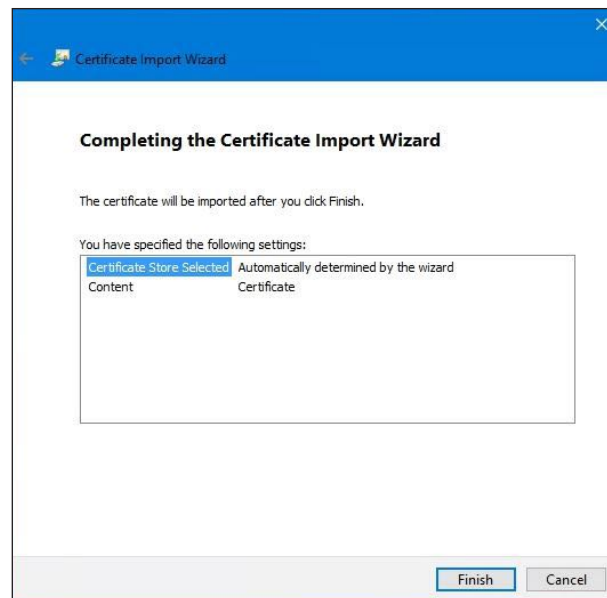 Certificate Import Wizard
Completing the Certificate Import Wizard
The certificate will be imported after you click Finish.
You have specified the following settings:
Certificate Store Selected Automatically determined by the wizard
Content Certificate
Finish Cancel